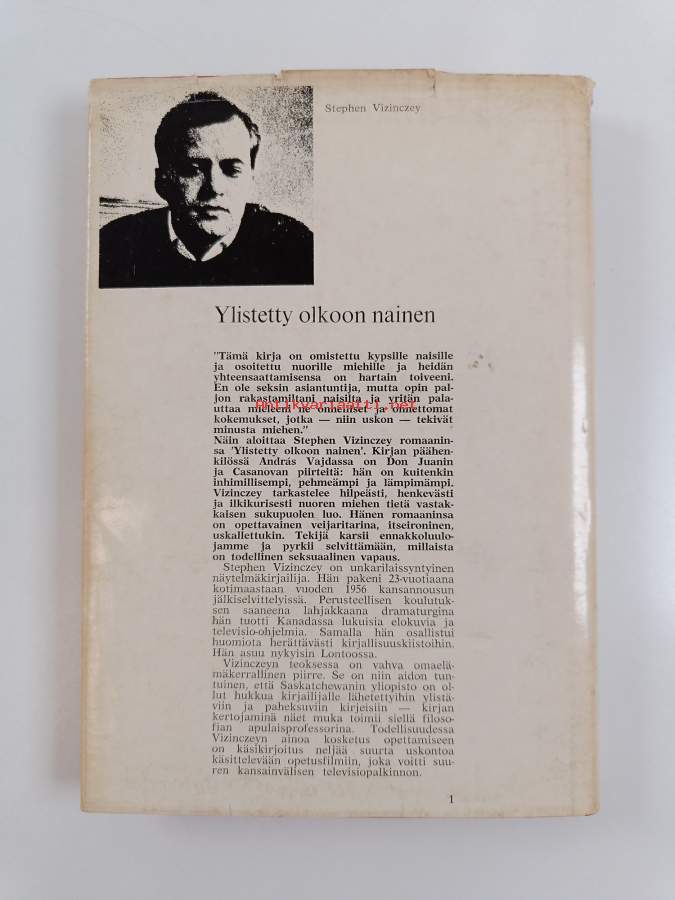 Stephen Vizinczey
Ylistetty olkoon nainen
"Tämä kirja on omistettu kypsille naisille
ja osoitettu nuorille miehille ja heidän
yhteensaattamisensa on hartain toiveeni.
En ole seksin asiantuntija, mutta opin pal-
jon rakastamiltani naisilta ja yritän pala-
uttaa mieleeni ne onnelliset ja onnettomat
antikvariaatti.net
kokemukset, jotka — niin uskon — tekivät
minusta miehen."
Näin aloittaa Stephen Vizinczey romaanin-
sa 'Ylistetty olkoon nainen'. Kirjan päähen-
kilössä András Vajdassa on Don Juanin
ja Casanovan piirteitä: hän on kuitenkin
inhimillisempi, pehmeämpi ja lämpimämpi.
Vizinczey tarkastelee hilpeästi, henkevästi
ja ilkikurisesti nuoren miehen tietä vastak-
kaisen sukupuolen luo. Hänen romaaninsa
on opettavainen veijaritarina, itseironinen,
uskallettukin. Tekijä karsii ennakkoluulo-
jamme ja pyrkii selvittämään, millaista
on todellinen seksuaalinen vapaus.
Stephen Vizinczey on unkarilaissyntyinen
näytelmäkirjailija. Hän pakeni 23-vuotiaana
kotimaastaan vuoden 1956 kansannousun
jälkiselvittelyissä. Perusteellisen koulutuk-
sen saaneena lahjakkaana dramaturgina
hän tuotti Kanadassa lukuisia elokuvia ja
televisio-ohjelmia. Samalla hän osallistui
huomiota herättävästi kirjallisuuskiistoihin.
Hän asuu nykyisin Lontoossa.
Vizinczeyn teoksessa on vahva omaelä-
mäkerrallinen piirre. Se on niin aidon tun-
tuinen, että Saskatchewanin yliopisto on ol-
lut hukkua kirjailijalle lähetettyihin ylistä-
viin ja paheksuviin kirjeisiin — kirjan
kertojaminä näet muka toimii siellä filoso-
fian apulaisprofessorina. Todellisuudessa
Vizinczeyn ainoa kosketus opettamiseen
on käsikirjoitus neljää suurta uskontoa
käsittelevään opetusfilmiin, joka voitti suu-
ren kansainvälisen televisiopalkinnon.
1